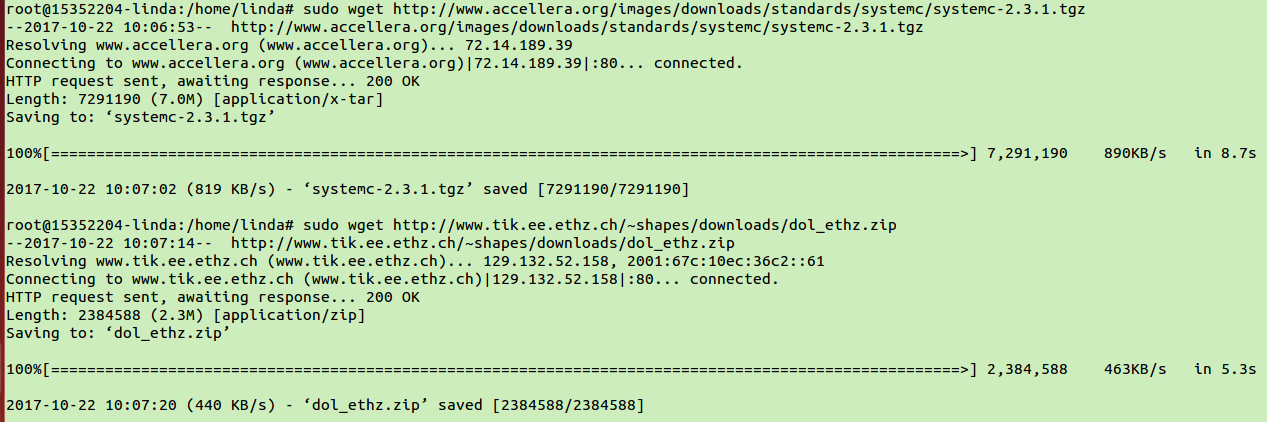 root@15352204-linda:/home/linda# sudo wget http://www.accellera.org/images/downloads/standards/systemc/systemc-2.3.1.tgz
--2017-10-22 10:06:53--  http://www.accellera.org/images/downloads/standards/systemc/systemc-2.3.1.tgz
Resolving www.accellera.org (www.accellera.org)... 72.14.189.39
Connecting to www.accellera.org (www.accellera.org)|72.14.189.39|:80... connected.
HTTP request sent, awaiting response... 200 OK
Length: 7291190 (7.0M) [application/x-tar]
Saving to: ‘systemc-2.3.1.tgz’
100%[=====================================================================================================>] 7,291,190    890KB/s   in 8.7s
2017-10-22 10:07:02 (819 KB/s) - ‘systemc-2.3.1.tgz’ saved [7291190/7291190]
root@15352204-linda:/home/linda# sudo wget http://www.tik.ee.ethz.ch/~shapes/downloads/dol_ethz.zip
--2017-10-22 10:07:14--  http://www.tik.ee.ethz.ch/~shapes/downloads/dol_ethz.zip
Resolving www.tik.ee.ethz.ch (www.tik.ee.ethz.ch)... 129.132.52.158, 2001:67c:10ec:36c2::61
Connecting to www.tik.ee.ethz.ch (www.tik.ee.ethz.ch)|129.132.52.158|:80... connected.
HTTP request sent, awaiting response... 200 OK
Length: 2384588 (2.3M) [application/zip]
Saving to: ‘dol_ethz.zip’
100%[=====================================================================================================>] 2,384,588    463KB/s   in 5.3s
2017-10-22 10:07:20 (440 KB/s) - ‘dol_ethz.zip’ saved [2384588/2384588]